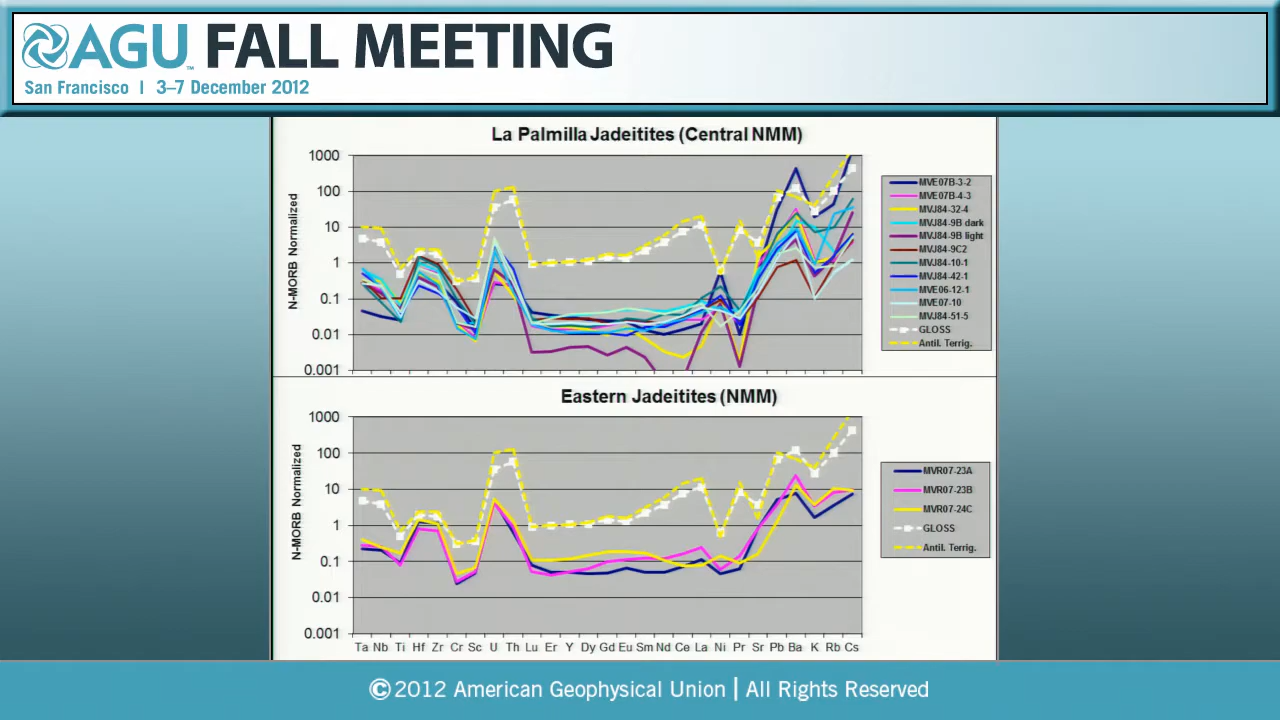 AGU™ FALL MEETING
San Francisco | 3–7 December 2012
La Palmilla Jadeitites (Central NMM)
N-MORB Normalized
1000
100
10
1
0.1
0.01
0.001
MVE07B-3-2
MVE07B-4-3
MVJ84-32-4
MVJ84-9B dark
MVJ84-9B light
MVJ84-9C2
MVJ84-10-1
MVJ84-42-1
MVE06-12-1
MVE07-10
MVJ84-51-5
GLOSS
Antil. Terrig.
Eastern Jadeitites (NMM)
N-MORB Normalized
1000
100
10
1
0.1
0.01
0.001
Ta Nb Ti Hf Zr Cr Sc U Th Lu Er Y Dy Gd Eu Sm Nd Ce La Ni Pr Sr Pb Ba K Rb Cs
MVR07-23A
MVR07-23B
MVR07-24C
GLOSS
Antil. Terrig.
©2012 American Geophysical Union | All Rights Reserved